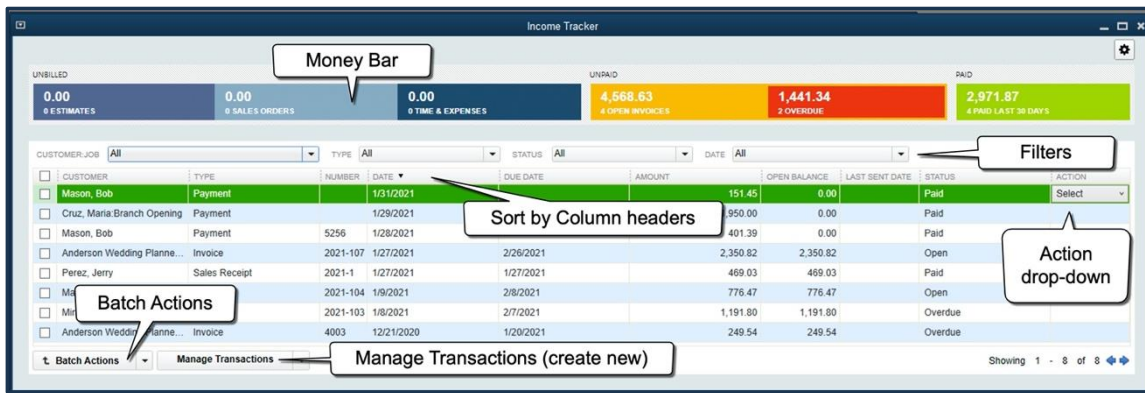 Income Tracker
Money Bar
UNBILLED UNPAID PAID
0.00 0.00 0.00 4,568.63 1,441.34 2,971.87
0 ESTIMATES 0 SALES ORDERS 0 TIME & EXPENSES 4 OPEN INVOICES 2 OVERDUE 4 PAID LAST 30 DAYS
CUSTOMER:JOB All TYPE All STATUS All DATE All Filters
CUSTOMER TYPE NUMBER DATE DUE DATE AMOUNT OPEN BALANCE LAST SENT DATE STATUS ACTION
Mason, Bob Payment 1/31/2021 151.45 0.00 Paid Select
Cruz, Maria:Branch Opening Payment 1/29/2021 ,950.00 0.00 Paid
Sort by Column headers
Mason, Bob Payment 5256 1/28/2021 401.39 0.00 Paid
Anderson Wedding Planne... Invoice 2021-107 1/27/2021 2/26/2021 2,350.82 2,350.82 Open
Action
drop-down
Perez, Jerry Sales Receipt 2021-1 1/27/2021 1/27/2021 469.03 469.03 Paid
Ma 2021-104 1/9/2021 2/8/2021 776.47 776.47 Open
Batch Actions
2021-103 1/8/2021 2/7/2021 1,191.80 1,191.80 Overdue
Anderson Wedding Planne... Invoice 4003 12/21/2020 1/20/2021 249.54 249.54 Overdue
Batch Actions Manage Transactions Manage Transactions (create new) Showing 1 - 8 of 8